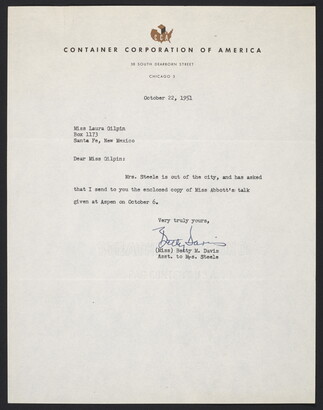 CCA
CONTAINER CORPORATION OF AMERICA
38 SOUTH DEARBORN STREET
CHICAGO 3
October 22, 1951
Miss Laura Gilpin
Box 1173
Santa Fe, New Mexico
Dear Miss Gilpin:
Mrs. Steele is out of the city, and has asked
that I send to you the enclosed copy of Miss Abbott's talk
given at Aspen on October 6.
Very truly yours,
Betty Davis
(Miss) Betty M. Davis
Asst. to Mrs. Steele